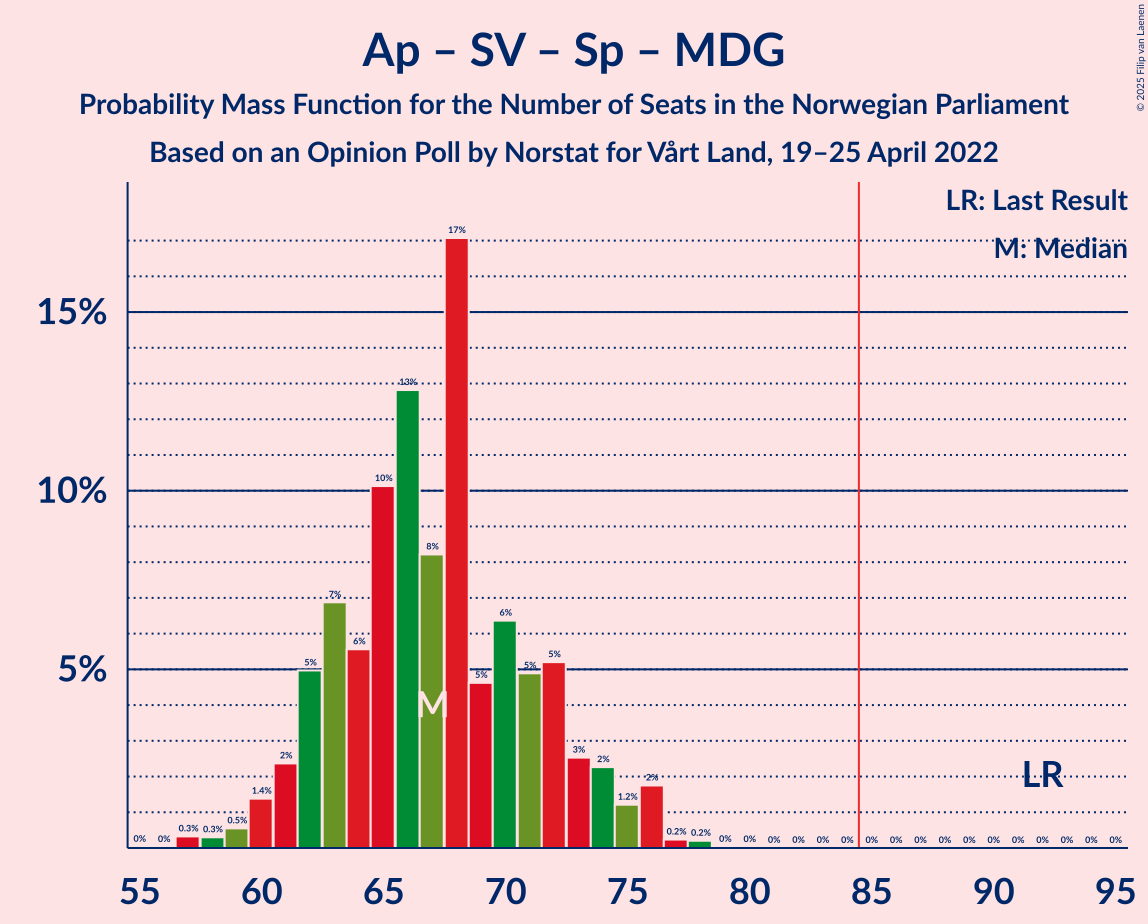 Ap – SV – Sp – MDG
Probability Mass Function for the Number of Seats in the Norwegian Parliament
Based on an Opinion Poll by Norstat for Vårt Land, 19–25 April 2022
© 2025 Filip van Laenen
LR: Last Result
M: Median
15%
10%
5%
0% 0% 0.3% 0.3% 0.5% 1.4% 2% 5% 7% 6% 10% 13% 8% 17% 5% 6% 5% 5% 3% 2% 1.2% 2% 0.2% 0.2% 0% 0% 0% 0% 0% 0% 0% 0% 0% 0% 0% 0% 0% 0% 0% 0% 0%
M
LR
55 60 65 70 75 80 85 90 95